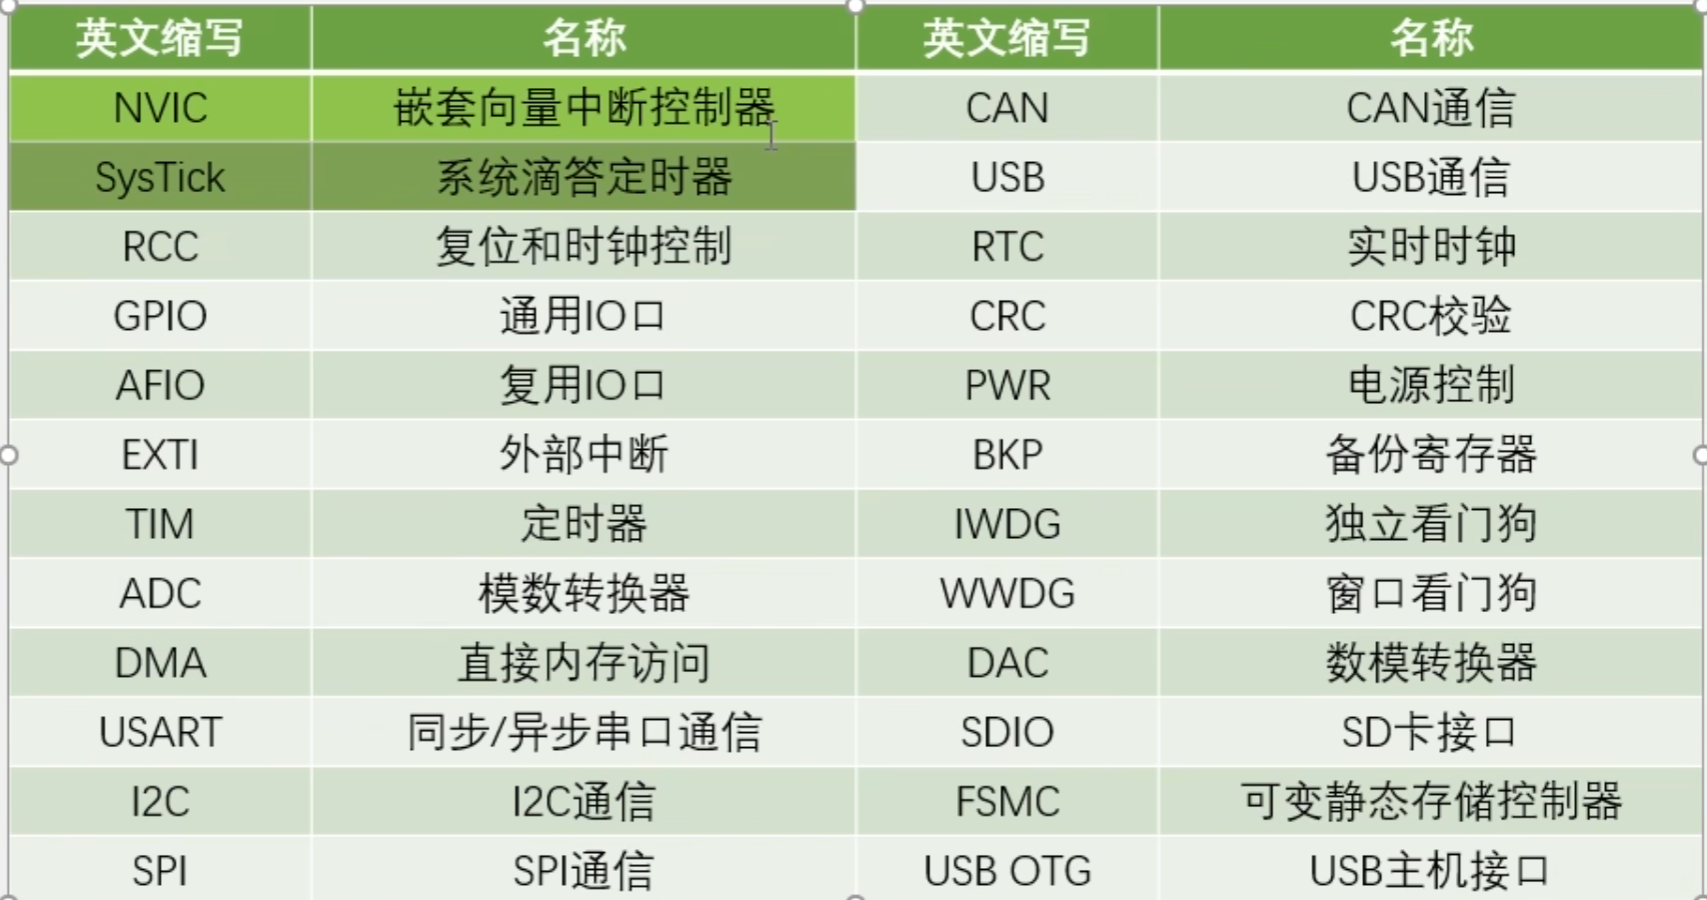 英文缩写 名称 英文缩写 名称
NVIC 嵌套向量中断控制器 CAN CAN通信
SysTick 系统滴答定时器 USB USB通信
RCC 复位和时钟控制 RTC 实时时钟
GPIO 通用IO口 CRC CRC校验
AFIO 复用IO口 PWR 电源控制
EXTI 外部中断 BKP 备份寄存器
TIM 定时器 IWDG 独立看门狗
ADC 模数转换器 WWDG 窗口看门狗
DMA 直接内存访问 DAC 数模转换器
USART 同步/异步串口通信 SDIO SD卡接口
I2C I2C通信 FSMC 可变静态存储控制器
SPI SPI通信 USB OTG USB主机接口